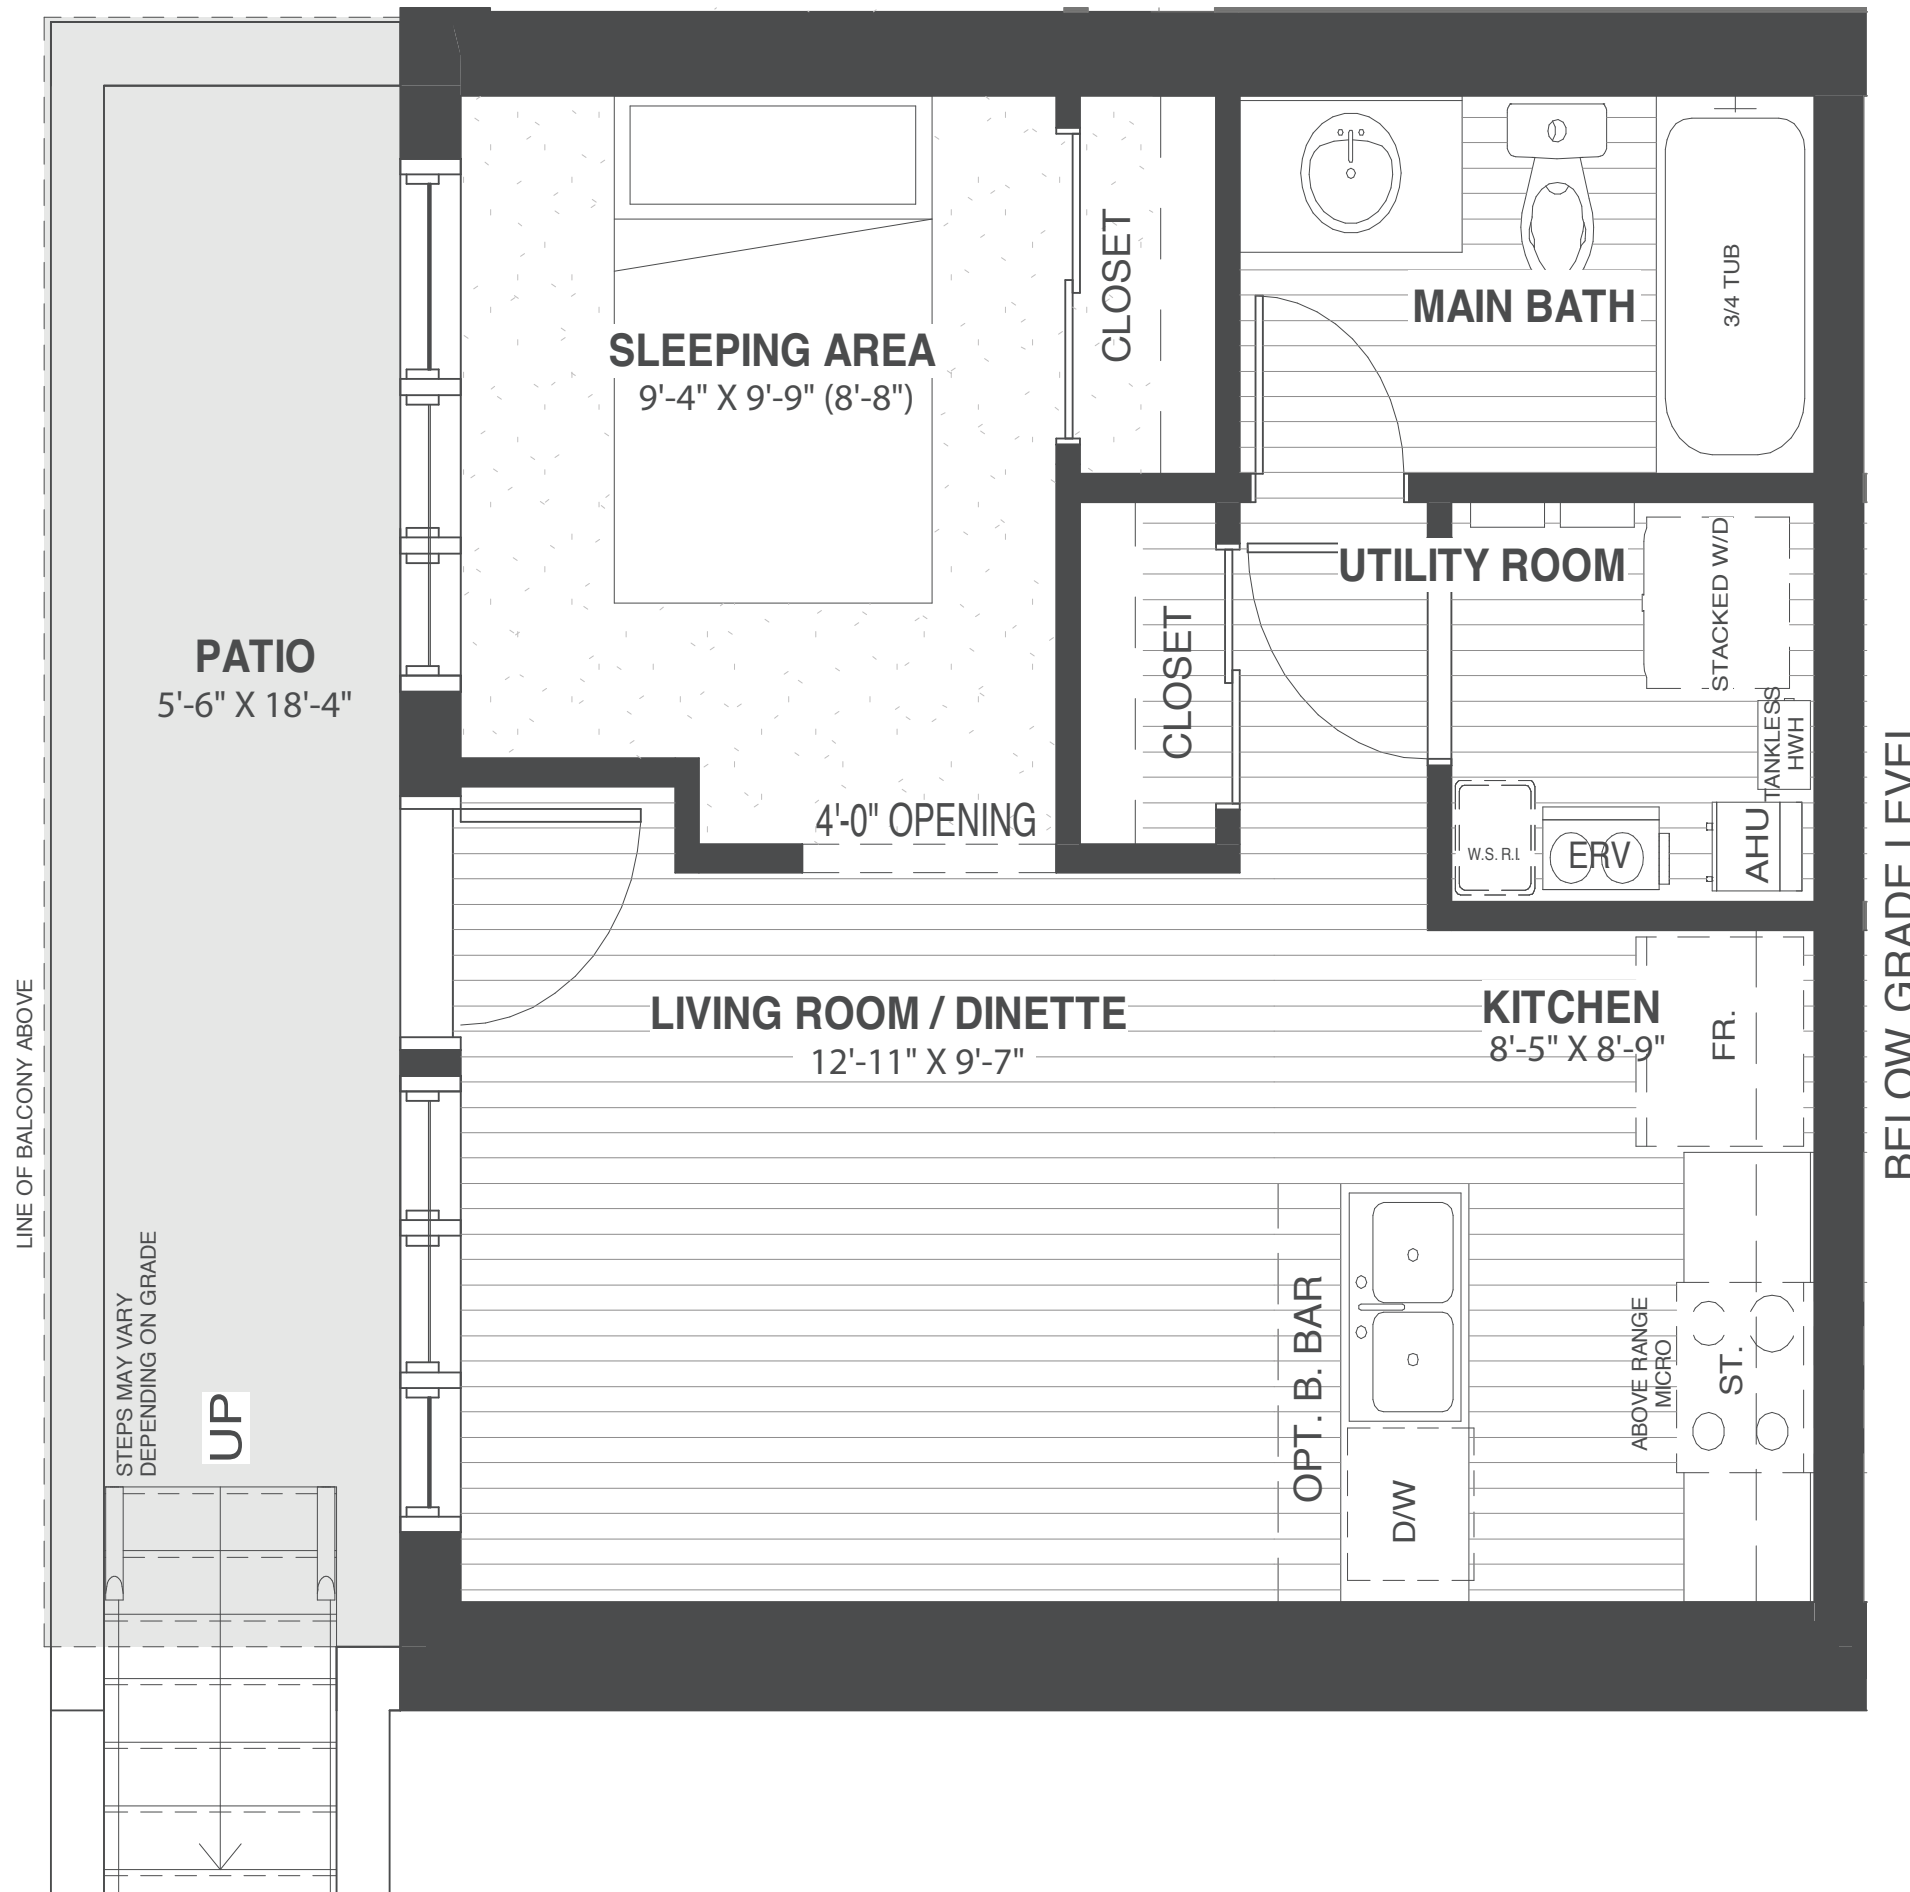 SLEEPING AREA
9'-4" X 9'-9" (8'-8")
CLOSET
MAIN BATH
3/4 TUB
UTILITY ROOM
STACKED W/D
TANKLESS
HWH
CLOSET
W.S. R.I.
ERV
AHU
4'-0" OPENING
PATIO
5'-6" X 18'-4"
LIVING ROOM / DINETTE
12'-11" X 9'-7"
KITCHEN
8'-5" X 8'-9"
FR.
BELOW GRADE LEVEL
LINE OF BALCONY ABOVE
STEPS MAY VARY
DEPENDING ON GRADE
UP
OPT. B. BAR
D/W
ABOVE RANGE
MICRO
ST.